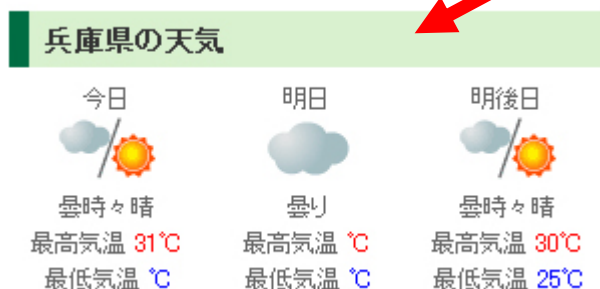 兵庫県の天気
今日 明日 明後日
曇時々晴 曇り 曇時々晴
最高気温 31℃ 最高気温 ℃ 最高気温 30℃
最低気温 ℃ 最低気温 ℃ 最低気温 25℃